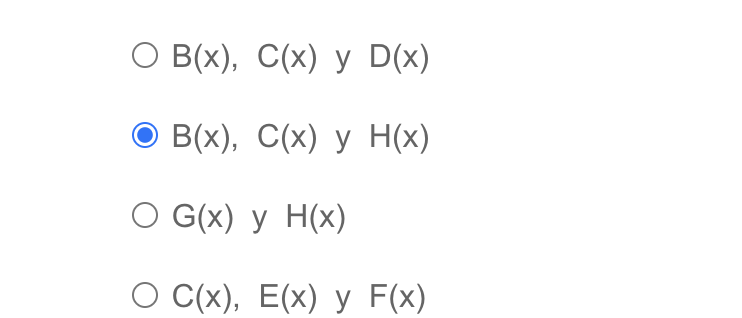 B(x), C(x) y D(x)
B(x), C(x) y H(x)
G(x) y H(x)
C(x), E(x) y F(x)